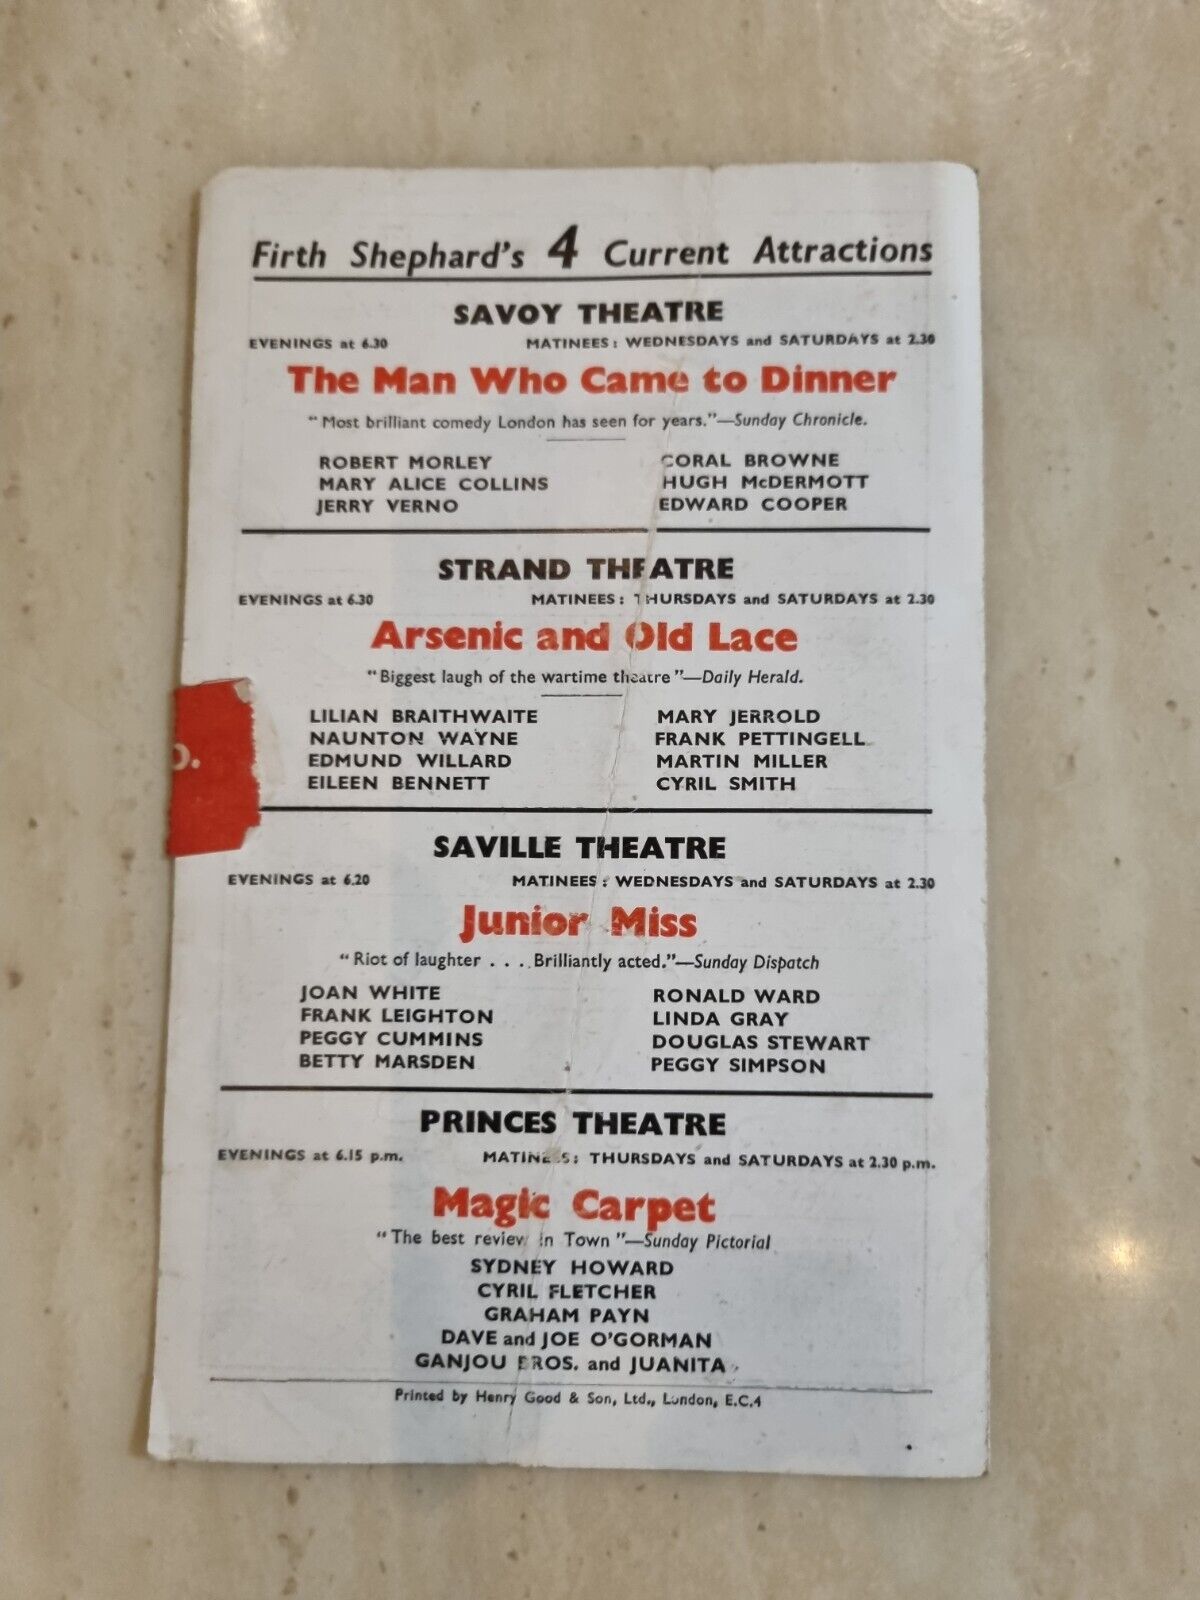 Firth Shephard's 4 Current Attractions
SAVOY THEATRE
EVENINGS at 6.30 MATINEES: WEDNESDAYS and SATURDAYS at 2.30
The Man Who Came to Dinner
"Most brilliant comedy London has seen for years."—Sunday Chronicle.
ROBERT MORLEY CORAL BROWNE
MARY ALICE COLLINS HUGH McDERMOTT
JERRY VERNO EDWARD COOPER
STRAND THEATRE
EVENINGS at 6.30 MATINEES: THURSDAYS and SATURDAYS at 2.30
Arsenic and Old Lace
"Biggest laugh of the wartime theatre"—Daily Herald.
LILIAN BRAITHWAITE MARY JERROLD
NAUNTON WAYNE FRANK PETTINGELL
EDMUND WILLARD MARTIN MILLER
EILEEN BENNETT CYRIL SMITH
o.
SAVILLE THEATRE
EVENINGS at 6.20 MATINEES: WEDNESDAYS and SATURDAYS at 2.30
Junior Miss
"Riot of laughter . . . Brilliantly acted."—Sunday Dispatch
JOAN WHITE RONALD WARD
FRANK LEIGHTON LINDA GRAY
PEGGY CUMMINS DOUGLAS STEWART
BETTY MARSDEN PEGGY SIMPSON
PRINCES THEATRE
EVENINGS at 6.15 p.m. MATINEES: THURSDAYS and SATURDAYS at 2.30 p.m.
Magic Carpet
"The best review in Town"—Sunday Pictorial
SYDNEY HOWARD
CYRIL FLETCHER
GRAHAM PAYN
DAVE and JOE O'GORMAN
GANJOU BROS. and JUANITA
Printed by Henry Good & Son, Ltd., London, E.C.4